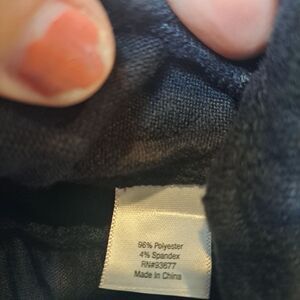 96% Polyester
4% Spandex
RN#93677
Made In China